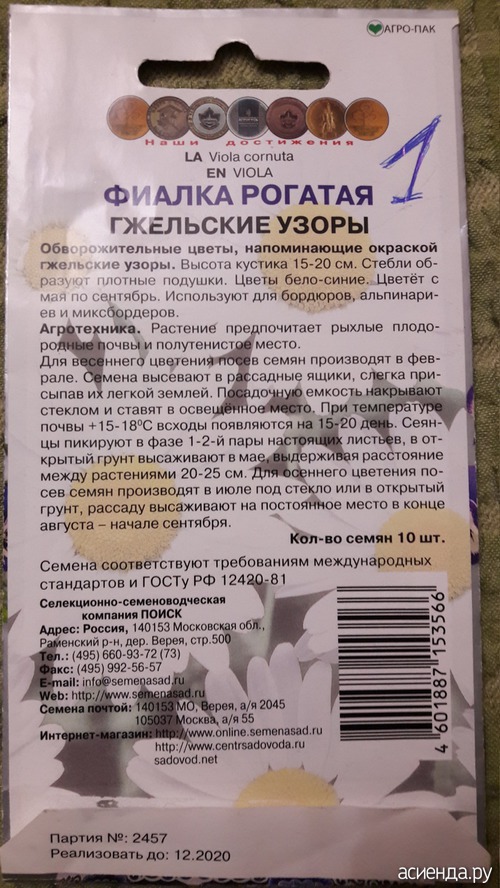 АГРО-ПАК
Наши достижения
1
LA Viola cornuta
EN VIOLA
ФИАЛКА РОГАТАЯ
ГЖЕЛЬСКИЕ УЗОРЫ
Обворожительные цветы, напоминающие окраской
гжельские узоры. Высота кустика 15-20 см. Стебли об-
разуют плотные подушки. Цветы бело-синие. Цветёт с
мая по сентябрь. Используют для бордюров, альпинари-
ев и миксбордеров.
Агротехника. Растение предпочитает рыхлые плодо-
родные почвы и полутенистое место.
Для весеннего цветения посев семян производят в фев-
рале. Семена высевают в рассадные ящики, слегка при-
сыпав их легкой землей. Посадочную емкость накрывают
стеклом и ставят в освещённое место. При температуре
почвы +15-18⁰С всходы появляются на 15-20 день. Сеян-
цы пикируют в фазе 1-2-й пары настоящих листьев, в от-
крытый грунт высаживают в мае, выдерживая расстояние
между растениями 20-25 см. Для осеннего цветения по-
сев семян производят в июле под стекло или в открытый
грунт, рассаду высаживают на постоянное место в конце
августа – начале сентября.
Кол-во семян 10 шт.
Семена соответствуют требованиям международных
стандартов и ГОСТу РФ 12420-81
Селекционно-семеноводческая
компания ПОИСК
Адрес: Россия, 140153 Московская обл.,
Раменский р-н, дер. Верея, стр.500
Тел.: (495) 660-93-72 (73)
Факс: (495) 992-56-57
E-mail: info@semenasad.ru
Web: http://www.semenasad.ru
Семена почтой: 140153 МО, Верея, а/я 2045
105037 Москва, а/я 55
Интернет-магазин: http://www.online.semenasad.ru
http://www.centrsadovoda.ru
sadovod.net
4 601887 153566
Партия №: 2457
Реализовать до: 12.2020
асиенда.ру